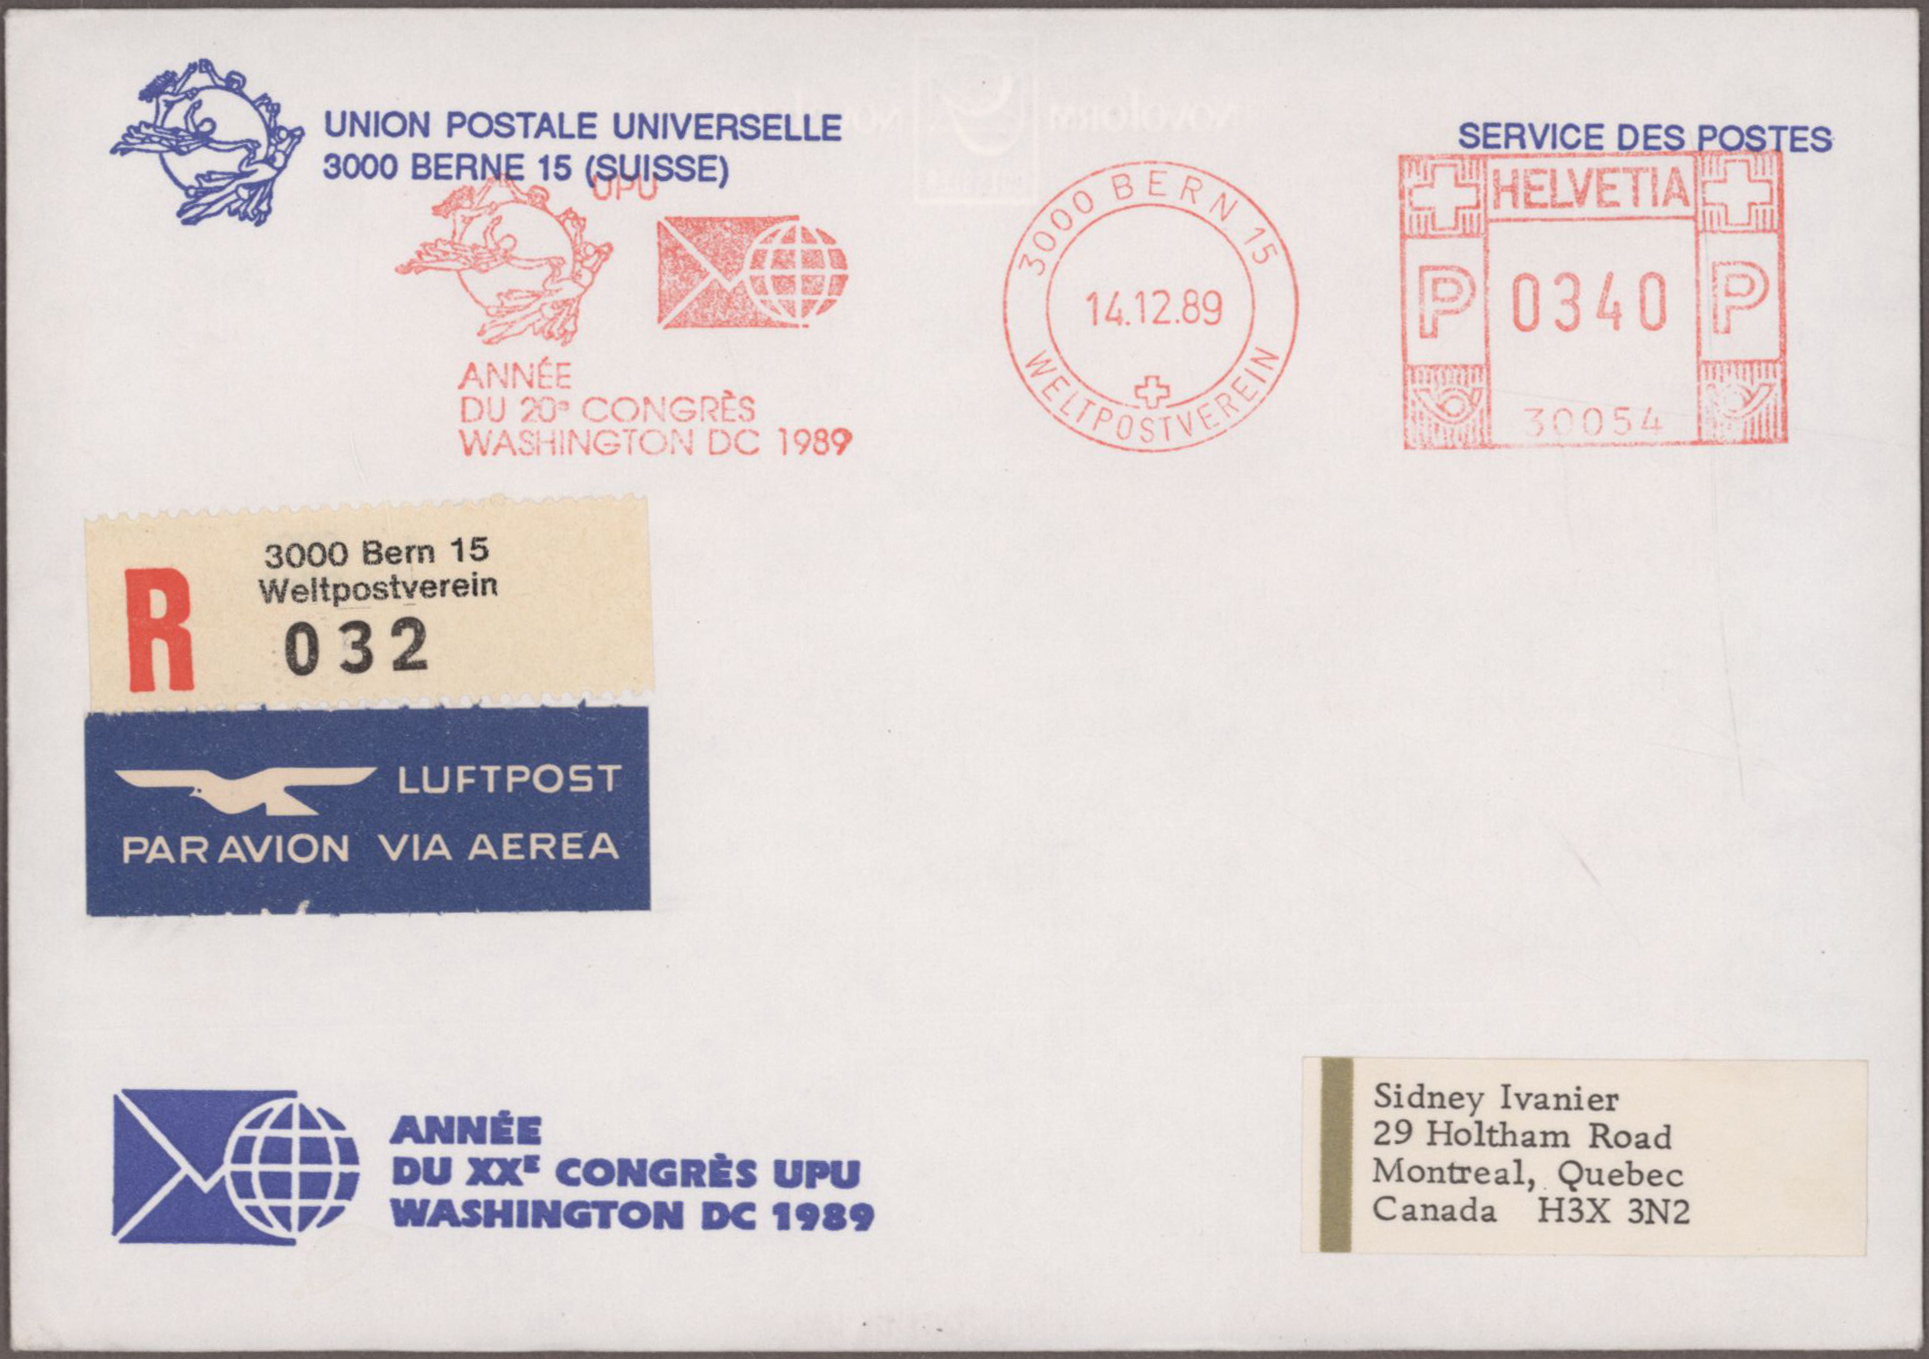 UNION POSTALE UNIVERSELLE
3000 BERNE 15 (SUISSE)
SERVICE DES POSTES
UPU
ANNÉE
DU 20e CONGRÈS
WASHINGTON DC 1989
3000 BERN 15
14.12.89
WELTPOSTVEREIN
HELVETIA
P 0340 P
30054
3000 Bern 15
Weltpostverein
R 032
LUFTPOST
PAR AVION VIA AEREA
ANNÉE
DU XXE CONGRÈS UPU
WASHINGTON DC 1989
Sidney Ivanier
29 Holtham Road
Montreal, Quebec
Canada H3X 3N2